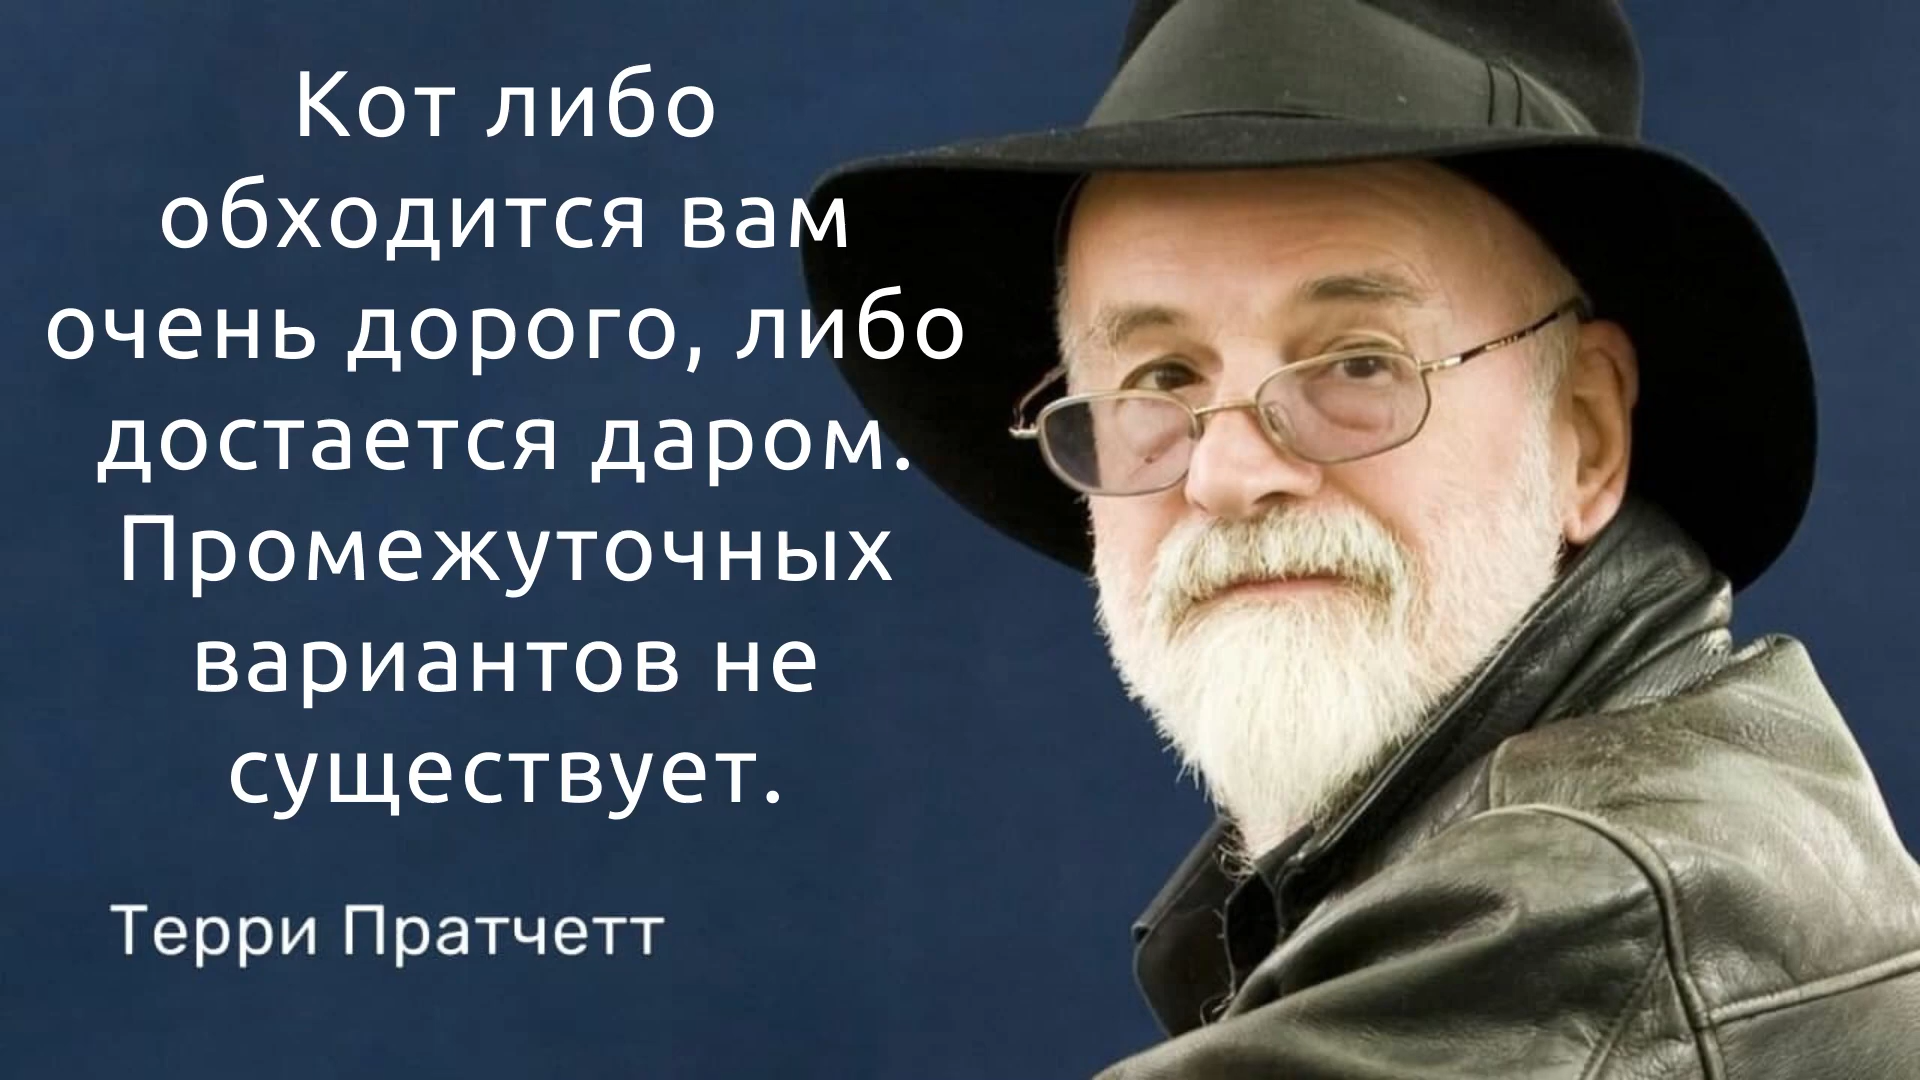 Кот либо
обходится вам
очень дорого, либо
достается даром.
Промежуточных
вариантов не
существует.
Терри Пратчетт